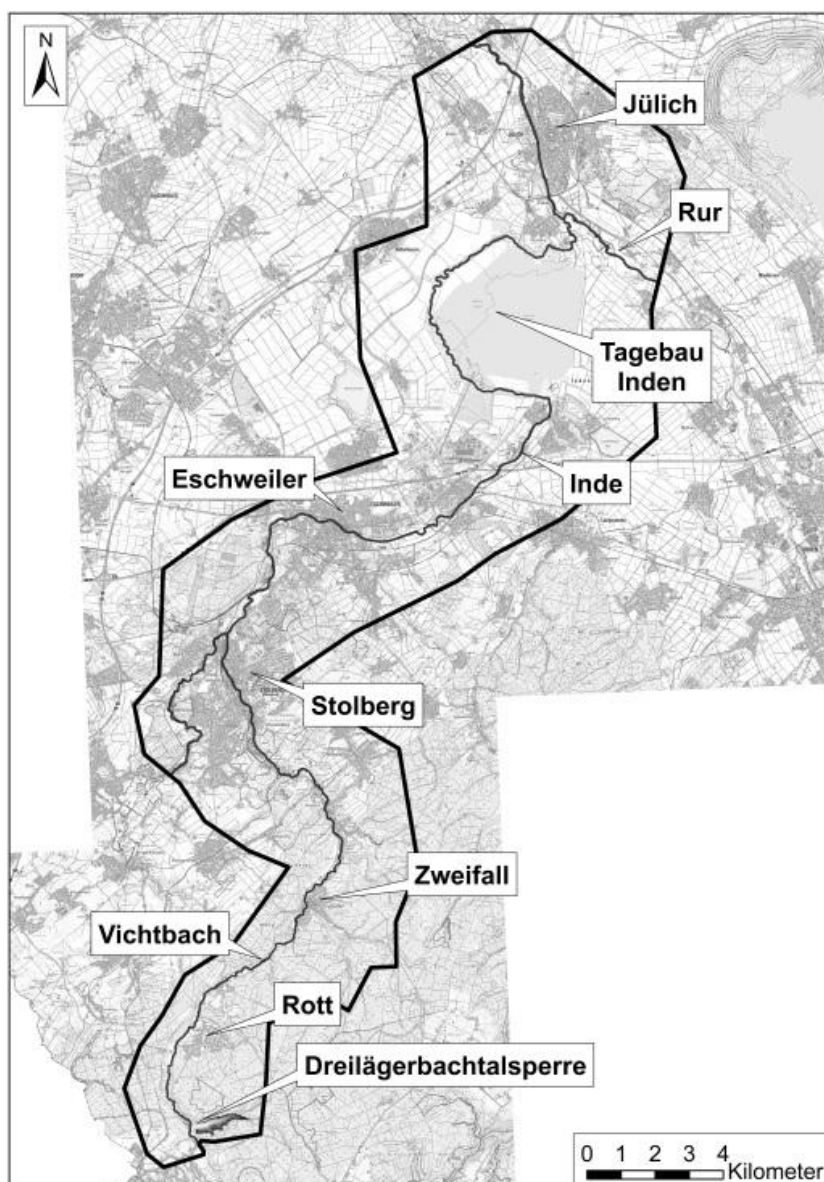 N
Jülich
Rur
Tagebau
Inden
Eschweiler
Inde
Stolberg
Zweifall
Vichtbach
Rott
Dreilägerbachtalsperre
0 1 2 3 4
Kilometer